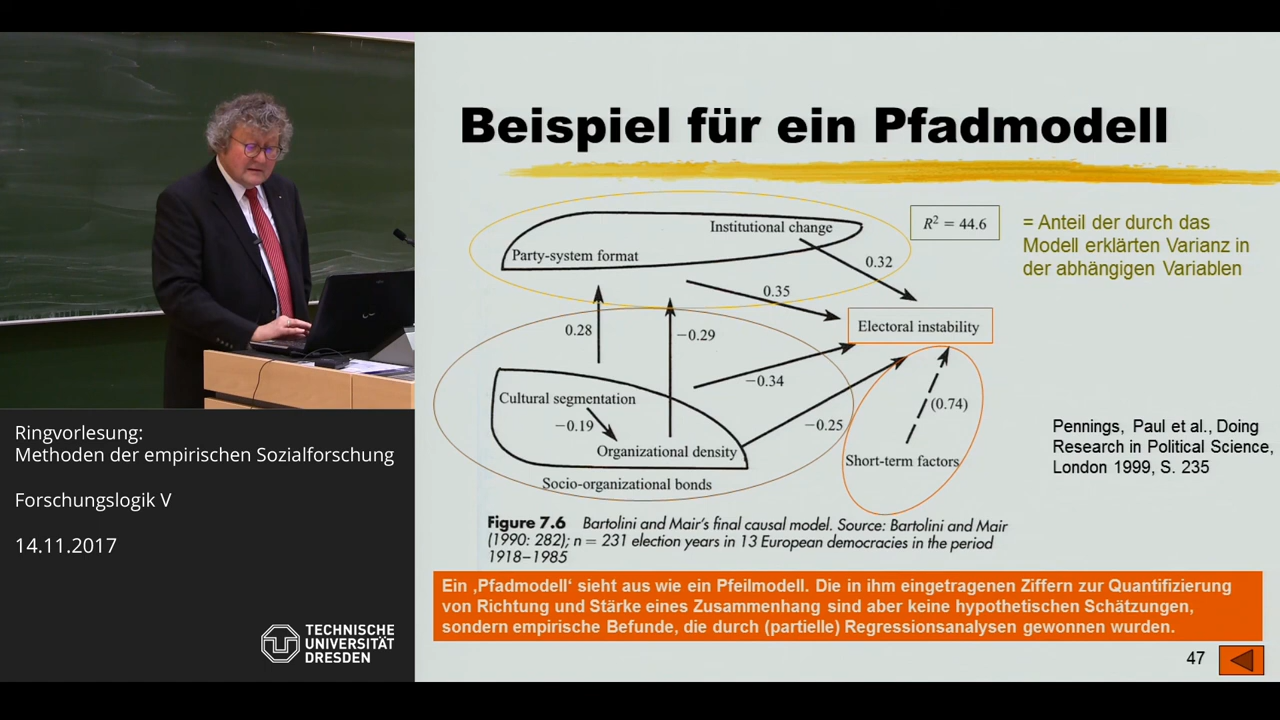 Beispiel für ein Pfadmodell
Institutional change
Party-system format
R² = 44.6
= Anteil der durch das
Modell erklärten Varianz in
der abhängigen Variablen
0.32
0.35
0.28
−0.29
Electoral instability
−0.34
Cultural segmentation
−0.19
−0.25
(0.74)
Organizational density
Short-term factors
Socio-organizational bonds
Pennings, Paul et al., Doing
Research in Political Science,
London 1999, S. 235
Figure 7.6 Bartolini and Mair's final causal model. Source: Bartolini and Mair
(1990: 282); n = 231 election years in 13 European democracies in the period
1918–1985
Ein ‚Pfadmodell‘ sieht aus wie ein Pfeilmodell. Die in ihm eingetragenen Ziffern zur Quantifizierung
von Richtung und Stärke eines Zusammenhang sind aber keine hypothetischen Schätzungen,
sondern empirische Befunde, die durch (partielle) Regressionsanalysen gewonnen wurden.
47
Ringvorlesung:
Methoden der empirischen Sozialforschung
Forschungslogik V
14.11.2017
TECHNISCHE
UNIVERSITÄT
DRESDEN